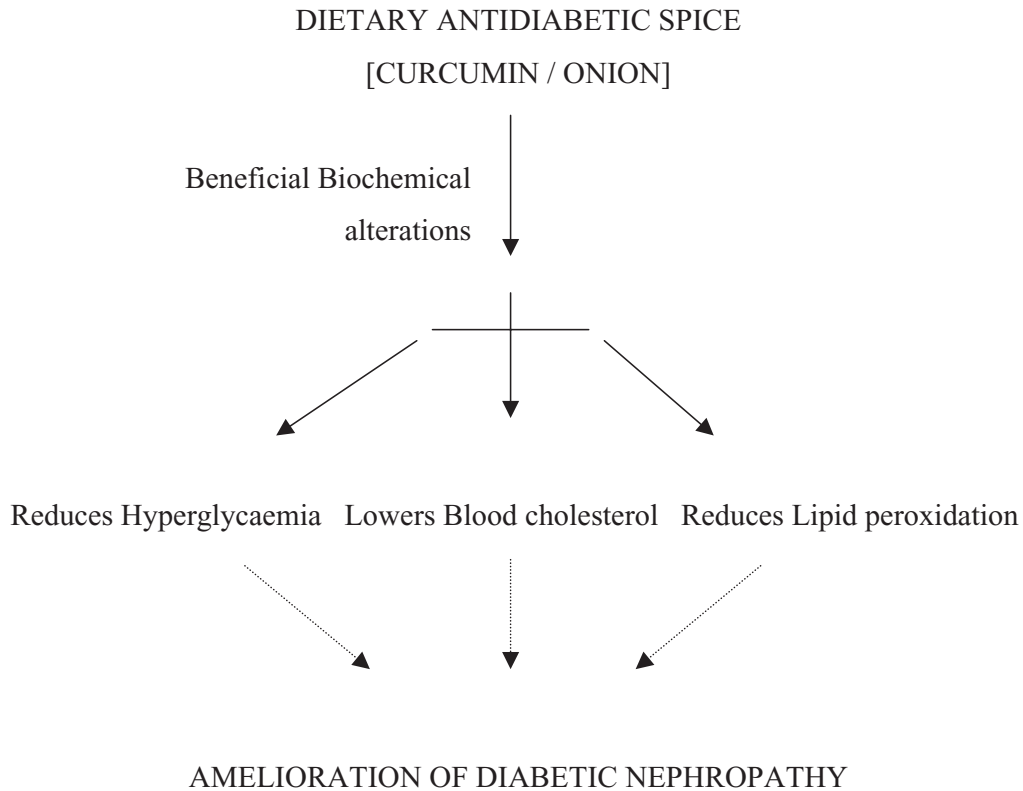 DIETARY ANTIDIABETIC SPICE
[CURCUMIN / ONION]
Beneficial Biochemical
alterations
Reduces Hyperglycaemia Lowers Blood cholesterol Reduces Lipid peroxidation
AMELIORATION OF DIABETIC NEPHROPATHY